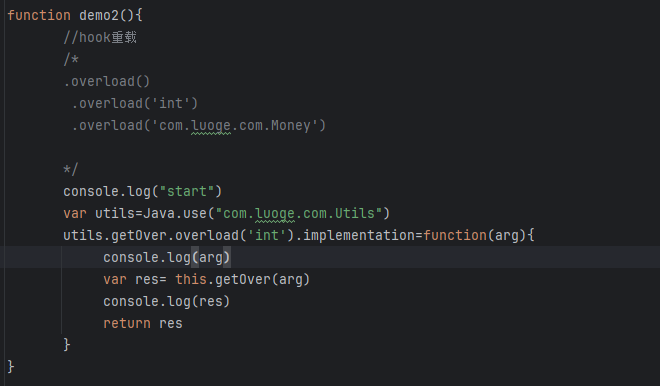 function demo2(){
//hook重载
/*
.overload()
.overload('int')
.overload('com.luoge.com.Money')
*/
console.log("start")
var utils=Java.use("com.luoge.com.Utils")
utils.getOver.overload('int').implementation=function(arg){
console.log(arg)
var res= this.getOver(arg)
console.log(res)
return res
}
}